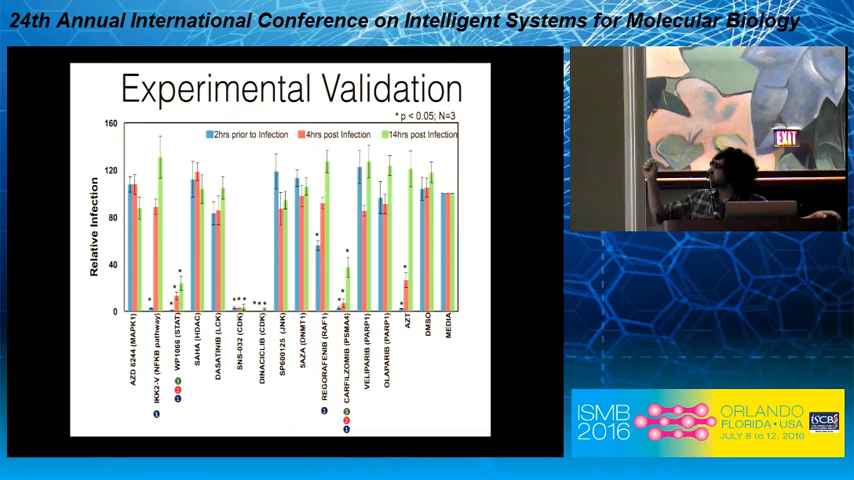 24th Annual International Conference on Intelligent Systems for Molecular Biology
Experimental Validation
* p < 0.05; N=3
2hrs prior to Infection
4hrs post Infection
14hrs post Infection
Relative Infection
160
120
80
40
0
AZD 6244 (MAPK1)
IKK2-V (NFKB pathway)
WP1066 (STAT)
SAHA (HDAC)
DASATINIB (LCK)
SNS-032 (CDK)
DINACICLIB (CDK)
SP600125 (JNK)
5AZA (DNMT1)
REGORAFENIB (RAF1)
CARFILZOMIB (PSMA4)
VELIPARIB (PARP1)
OLAPARIB (PARP1)
AZT
DMSO
MEDIA
EXIT
ISMB
2016
ORLANDO
FLORIDA • USA
JULY 8 to 12, 2016
ISCB